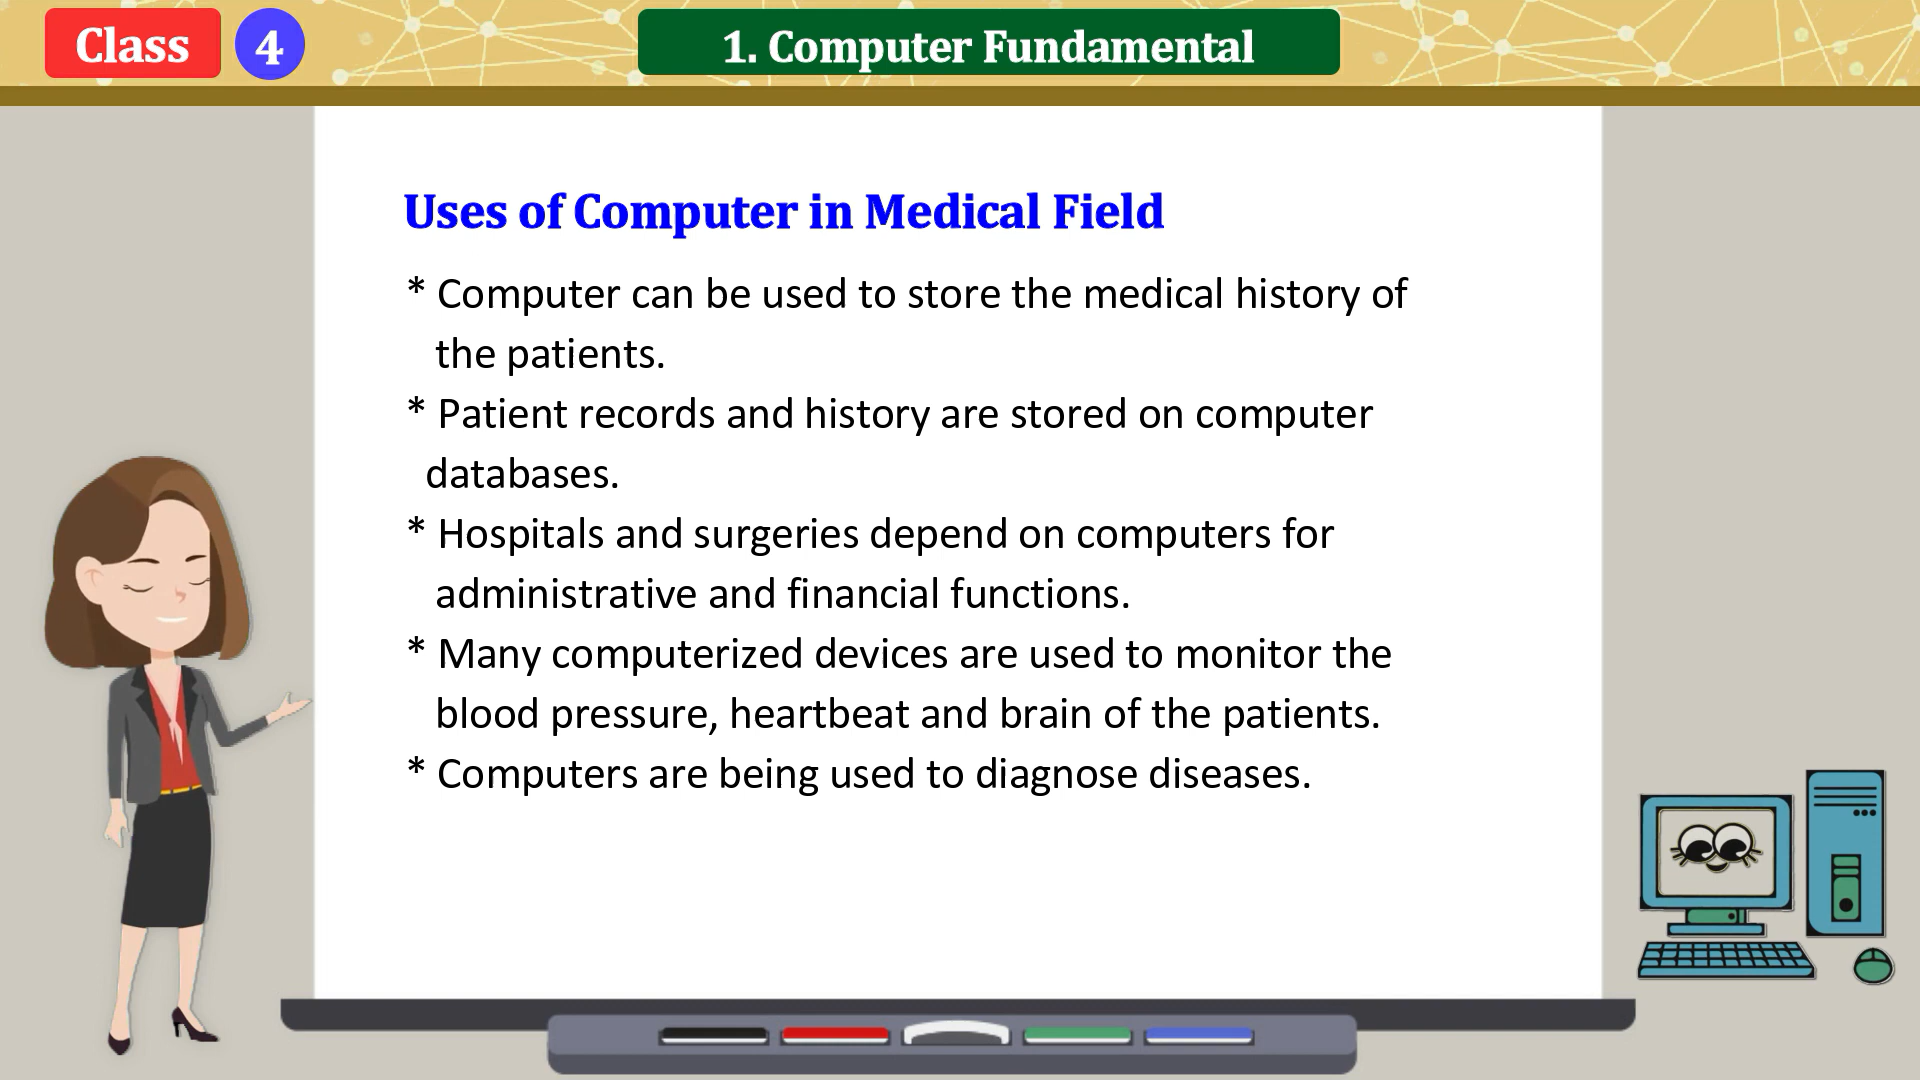 Class 4
1. Computer Fundamental
Uses of Computer in Medical Field
* Computer can be used to store the medical history of
the patients.
* Patient records and history are stored on computer
databases.
* Hospitals and surgeries depend on computers for
administrative and financial functions.
* Many computerized devices are used to monitor the
blood pressure, heartbeat and brain of the patients.
* Computers are being used to diagnose diseases.